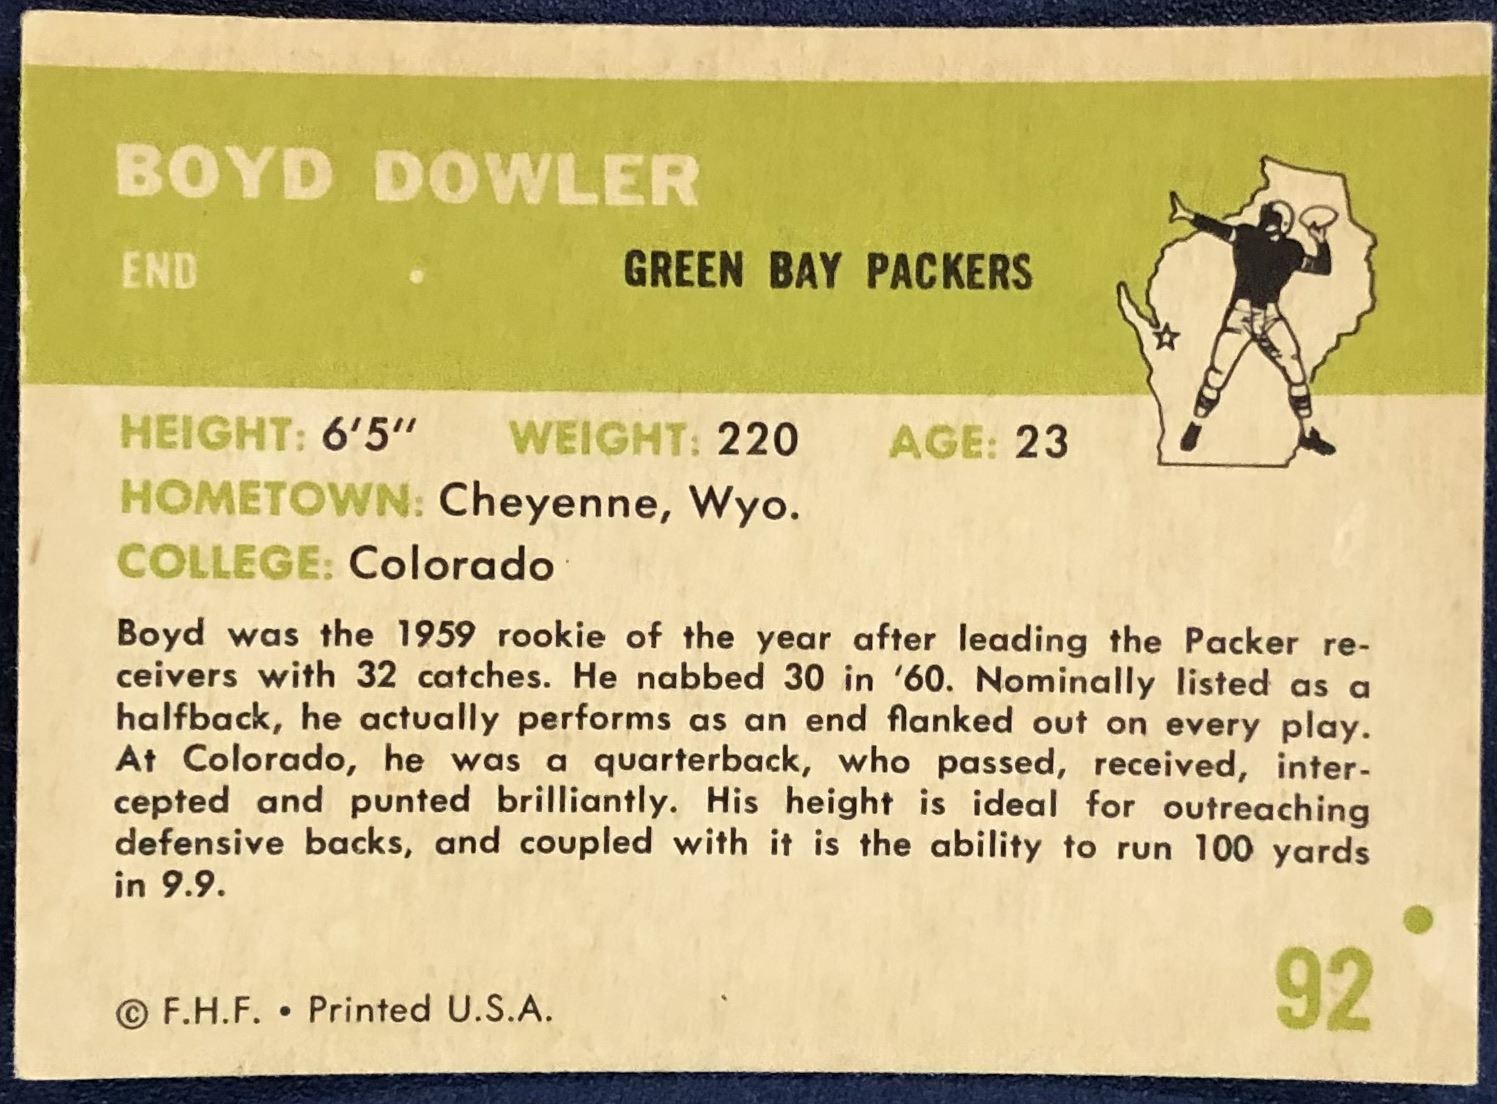 BOYD DOWLER
END GREEN BAY PACKERS
HEIGHT: 6'5" WEIGHT: 220 AGE: 23
HOMETOWN: Cheyenne, Wyo.
COLLEGE: Colorado
Boyd was the 1959 rookie of the year after leading the Packer re-
ceivers with 32 catches. He nabbed 30 in '60. Nominally listed as a
halfback, he actually performs as an end flanked out on every play.
At Colorado, he was a quarterback, who passed, received, inter-
cepted and punted brilliantly. His height is ideal for outreaching
defensive backs, and coupled with it is the ability to run 100 yards
in 9.9.
© F.H.F. • Printed U.S.A.
92